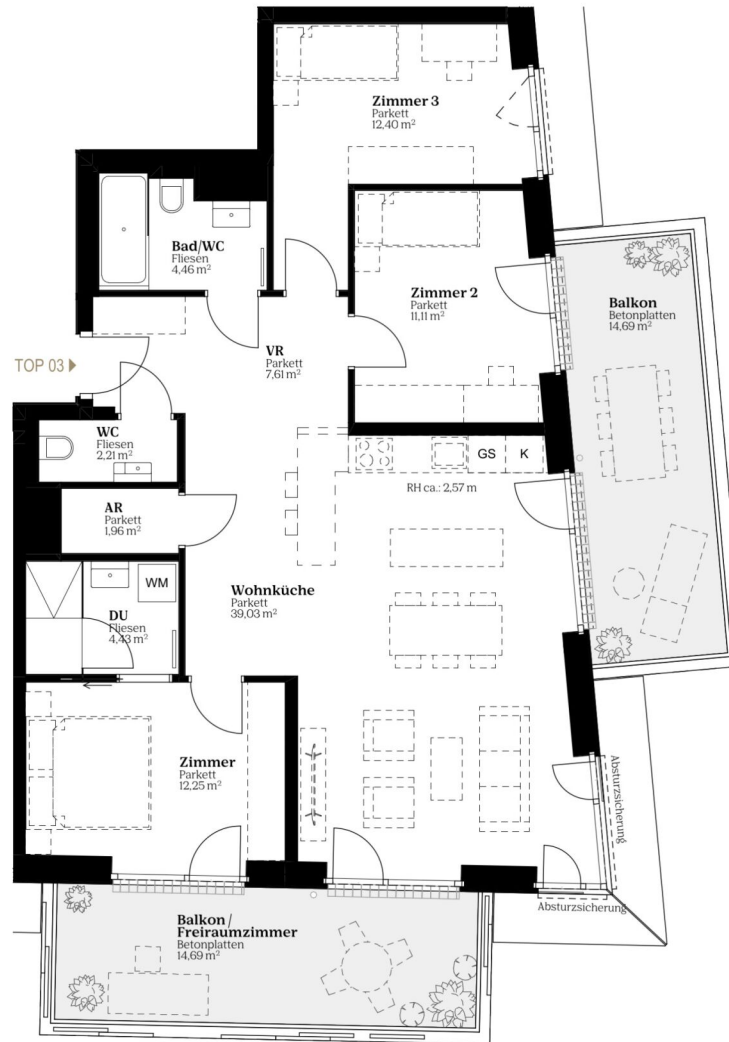 Zimmer 3
Parkett
12,40 m²
Bad/WC
Fliesen
4,46 m²
Zimmer 2
Parkett
11,11 m²
Balkon
Betonplatten
14,69 m²
VR
Parkett
7,61 m²
TOP 03
WC
Fliesen
2,21 m²
GS
K
RH ca.: 2,57 m
AR
Parkett
1,96 m²
WM
DU
Fliesen
4,43 m²
Wohnküche
Parkett
39,03 m²
Zimmer
Parkett
12,25 m²
Absturzsicherung
Absturzsicherung
Balkon/
Freiraumzimmer
Betonplatten
14,69 m²